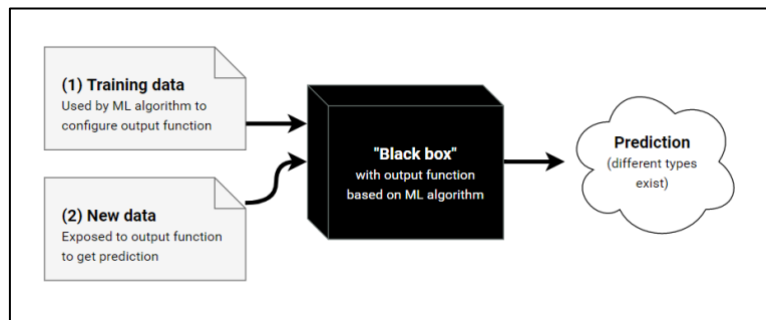 (1) Training data
Used by ML algorithm to
configure output function
(2) New data
Exposed to output function
to get prediction
"Black box"
with output function
based on ML algorithm
Prediction
(different types
exist)